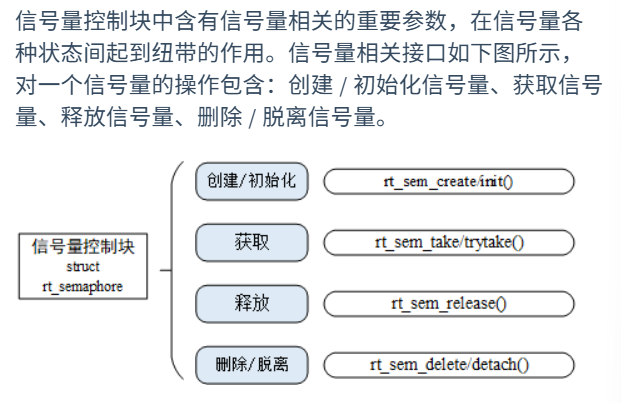 信号量控制块中含有信号量相关的重要参数，在信号量各
种状态间起到纽带的作用。信号量相关接口如下图所示，
对一个信号量的操作包含：创建 / 初始化信号量、获取信号
量、释放信号量、删除 / 脱离信号量。
创建/初始化
rt_sem_create/init()
获取
rt_sem_take/trytake()
信号量控制块
struct
rt_semaphore
释放
rt_sem_release()
删除/脱离
rt_sem_delete/detach()